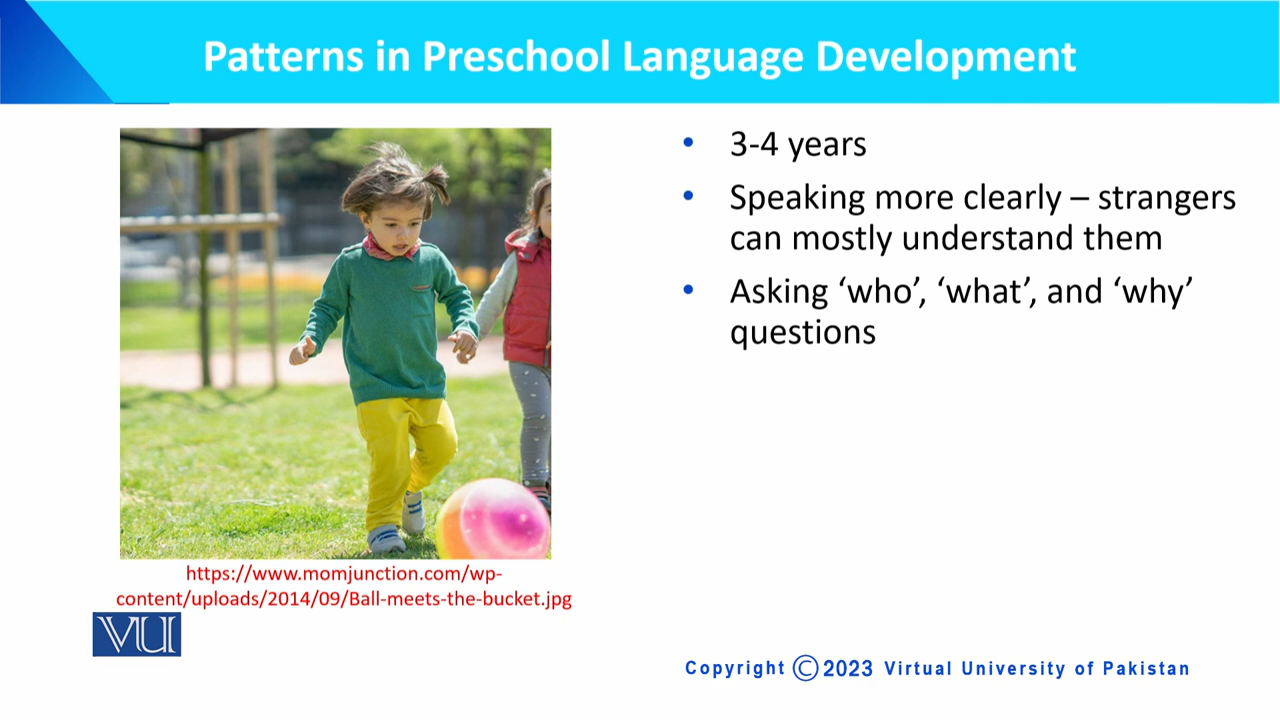 Patterns in Preschool Language Development
• 3-4 years
• Speaking more clearly – strangers
can mostly understand them
• Asking ‘who’, ‘what’, and ‘why’
questions
https://www.momjunction.com/wp-
content/uploads/2014/09/Ball-meets-the-bucket.jpg
VU
Copyright ©2023 Virtual University of Pakistan